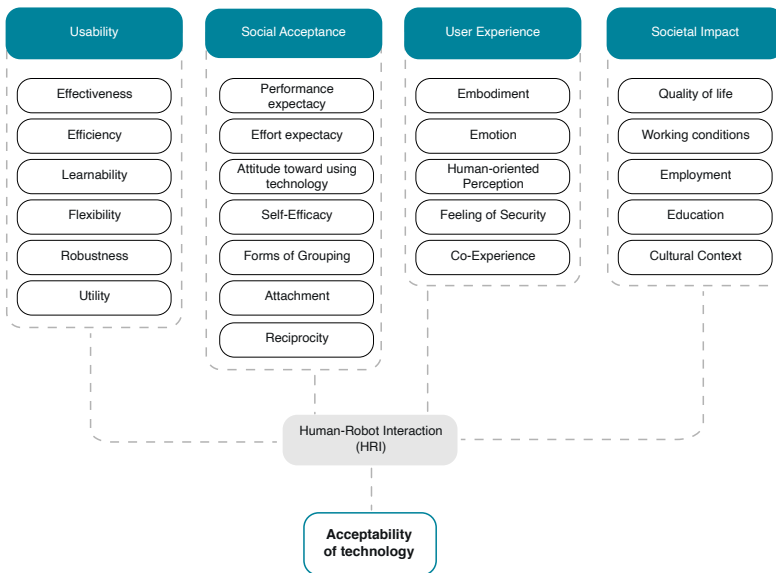 Usability
Effectiveness
Efficiency
Learnability
Flexibility
Robustness
Utility
Social Acceptance
Performance
expectacy
Effort expectacy
Attitude toward using
technology
Self-Efficacy
Forms of Grouping
Attachment
Reciprocity
User Experience
Embodiment
Emotion
Human-oriented
Perception
Feeling of Security
Co-Experience
Societal Impact
Quality of life
Working conditions
Employment
Education
Cultural Context
Human-Robot Interaction
(HRI)
Acceptability
of technology